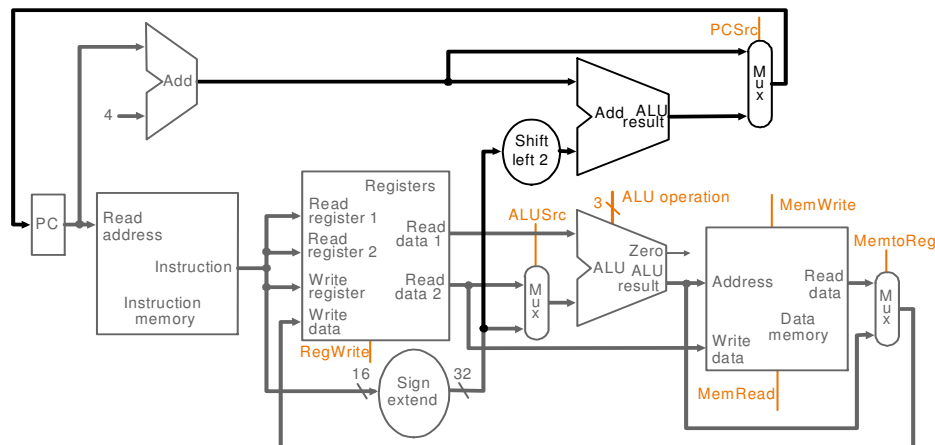 PCSrc
M
u
x
Add
4
Add
ALU
result
Shift
left 2
PC
Read
address
Instruction
Instruction
memory
Registers
Read
register 1
Read
register 2
Write
register
Write
data
Read
data 1
Read
data 2
RegWrite
16
Sign
extend
32
ALUSrc
M
u
x
3
ALU operation
Zero
ALU
ALU
result
MemWrite
Address
Read
data
Data
memory
Write
data
MemRead
MemtoReg
M
u
x